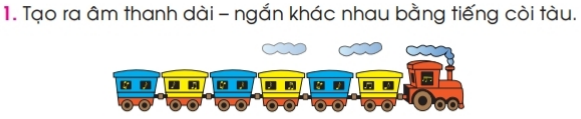 1. Tạo ra âm thanh dài – ngắn khác nhau bằng tiếng còi tàu.